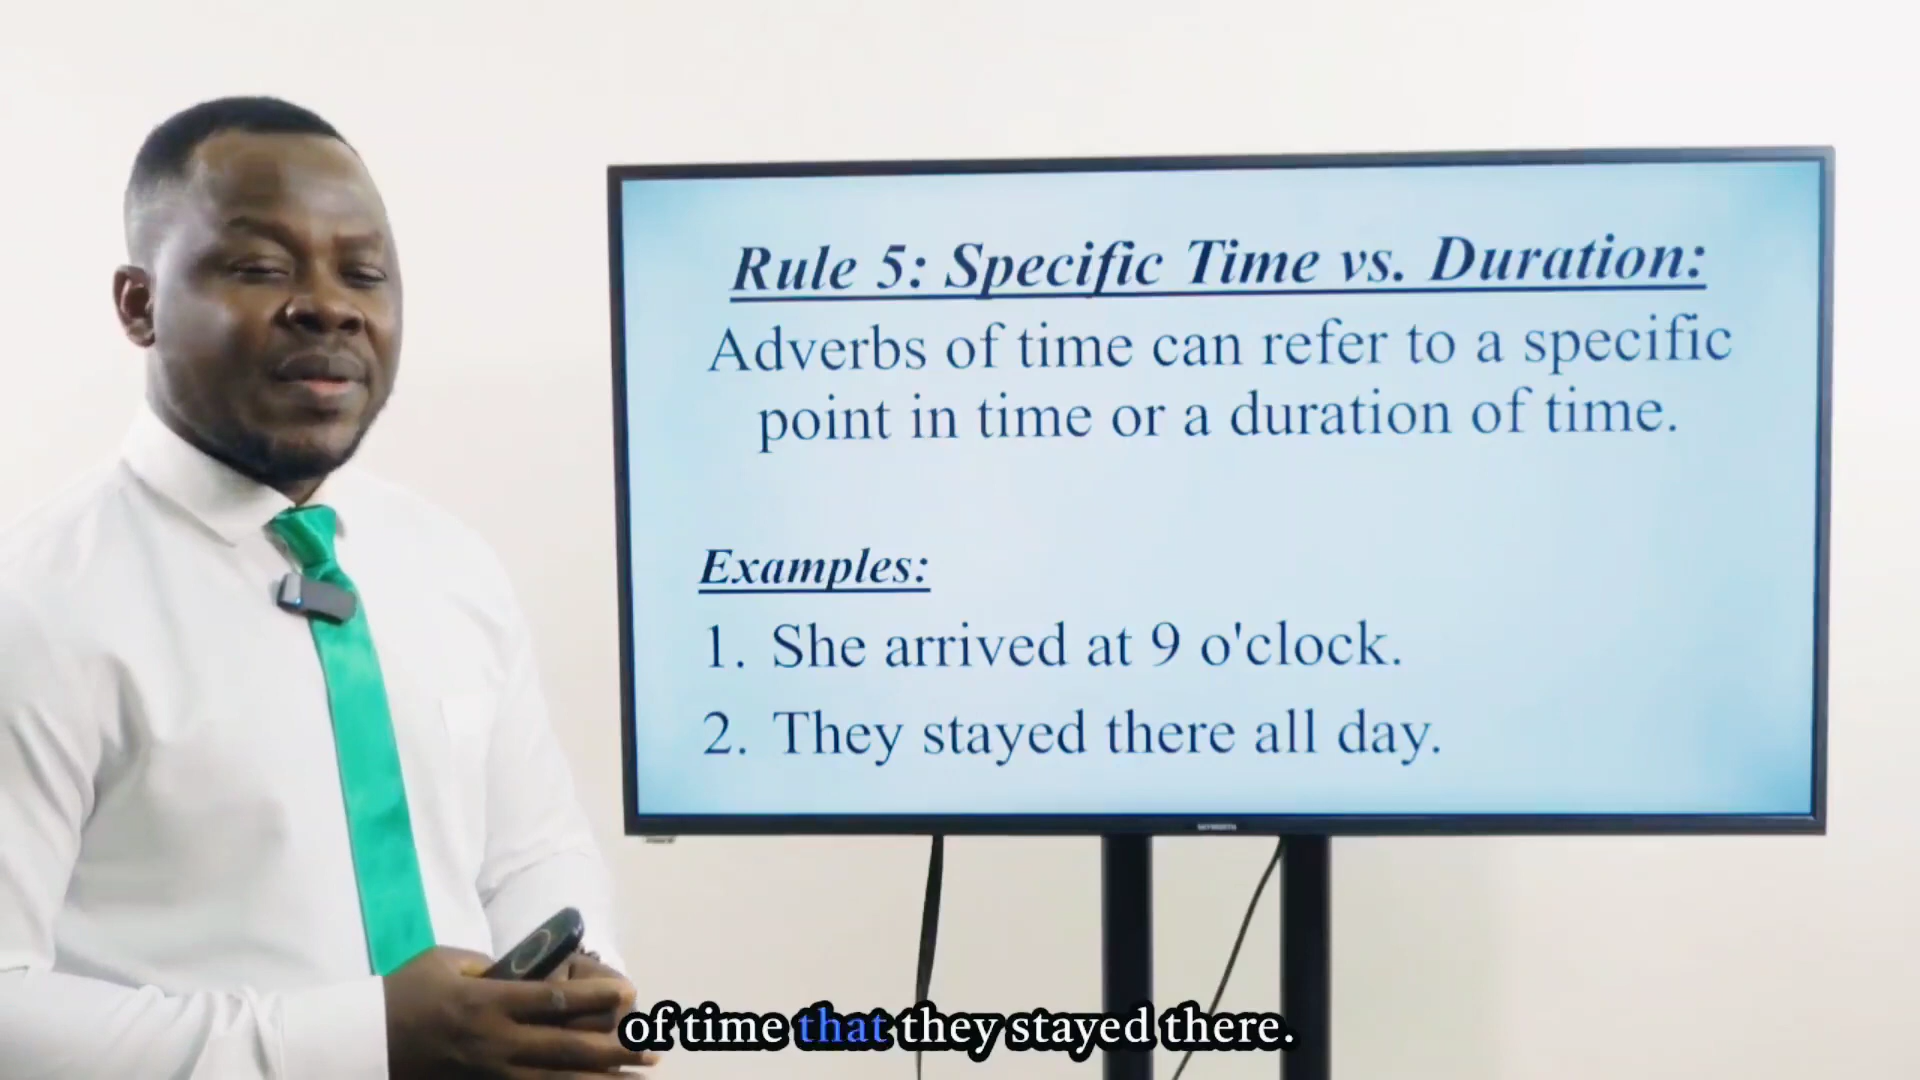 Rule 5: Specific Time vs. Duration:
Adverbs of time can refer to a specific
point in time or a duration of time.
Examples:
1. She arrived at 9 o'clock.
2. They stayed there all day.
of time that they stayed there.